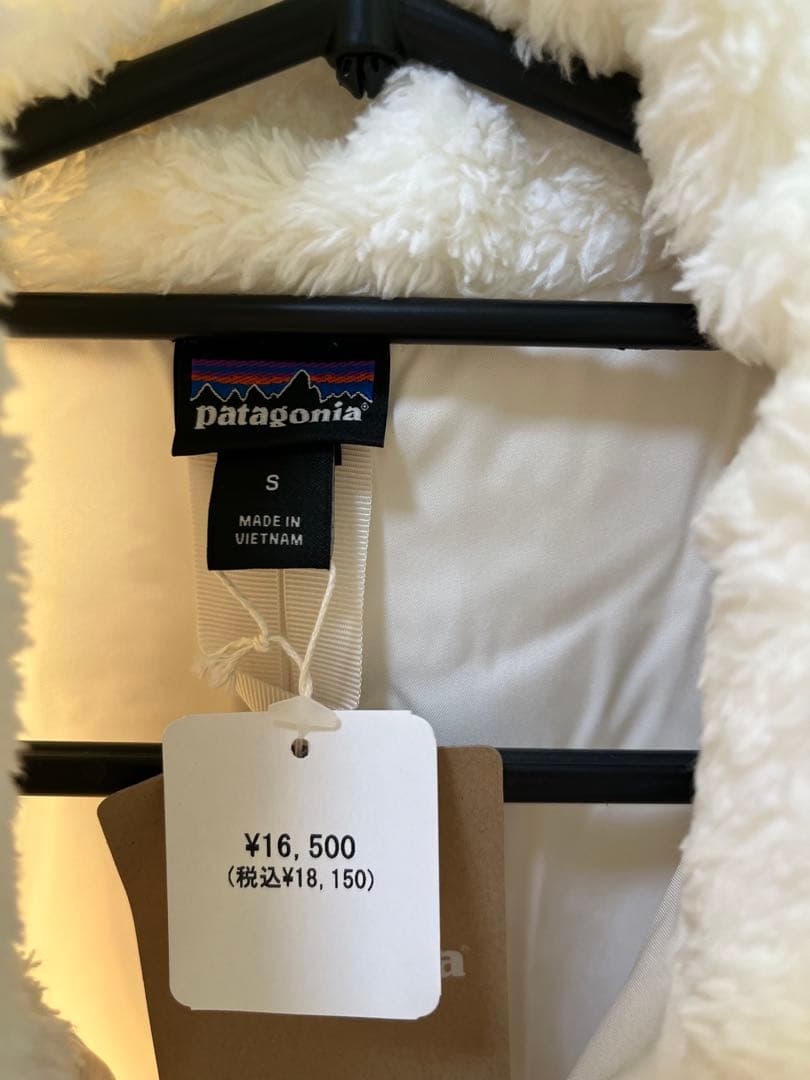 patagonia®
S
MADE IN
VIETNAM
¥16,500
(税込¥18,150)
a